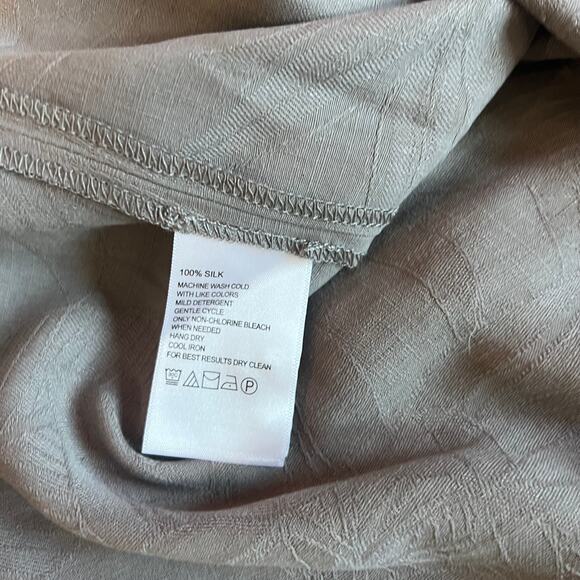 100% SILK
MACHINE WASH COLD
WITH LIKE COLORS
MILD DETERGENT
GENTLE CYCLE
ONLY NON-CHLORINE BLEACH
WHEN NEEDED
HANG DRY
COOL IRON
FOR BEST RESULTS DRY CLEAN
30C P